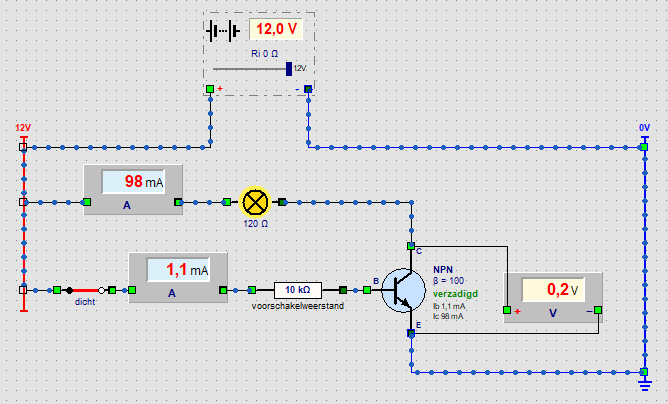 12,0 V
Ri 0 Ω
12V
+ -
12V
0V
98 mA
A
120 Ω
C
1,1 mA
A
dicht
10 kΩ
voorschakelweerstand
B
NPN
β = 100
verzadigd
Ib 1,1 mA
Ic 98 mA
E
0,2 V
+ V −